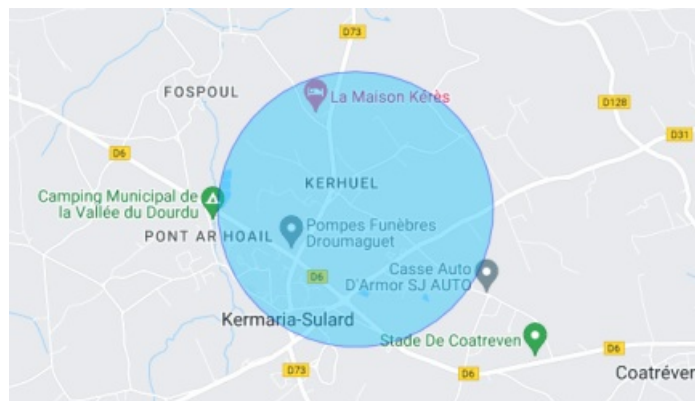 D73
FOSPOUL
La Maison Kérès
D128
D31
D6
KERHUEL
Camping Municipal de
la Vallée du Dourdu
PONT AR HOAIL
Pompes Funèbres
Droumaguet
D6
Casse Auto
D'Armor SJ AUTO
Kermaria-Sulard
Stade De Coatreven
D6
D73
D6
Coatréven